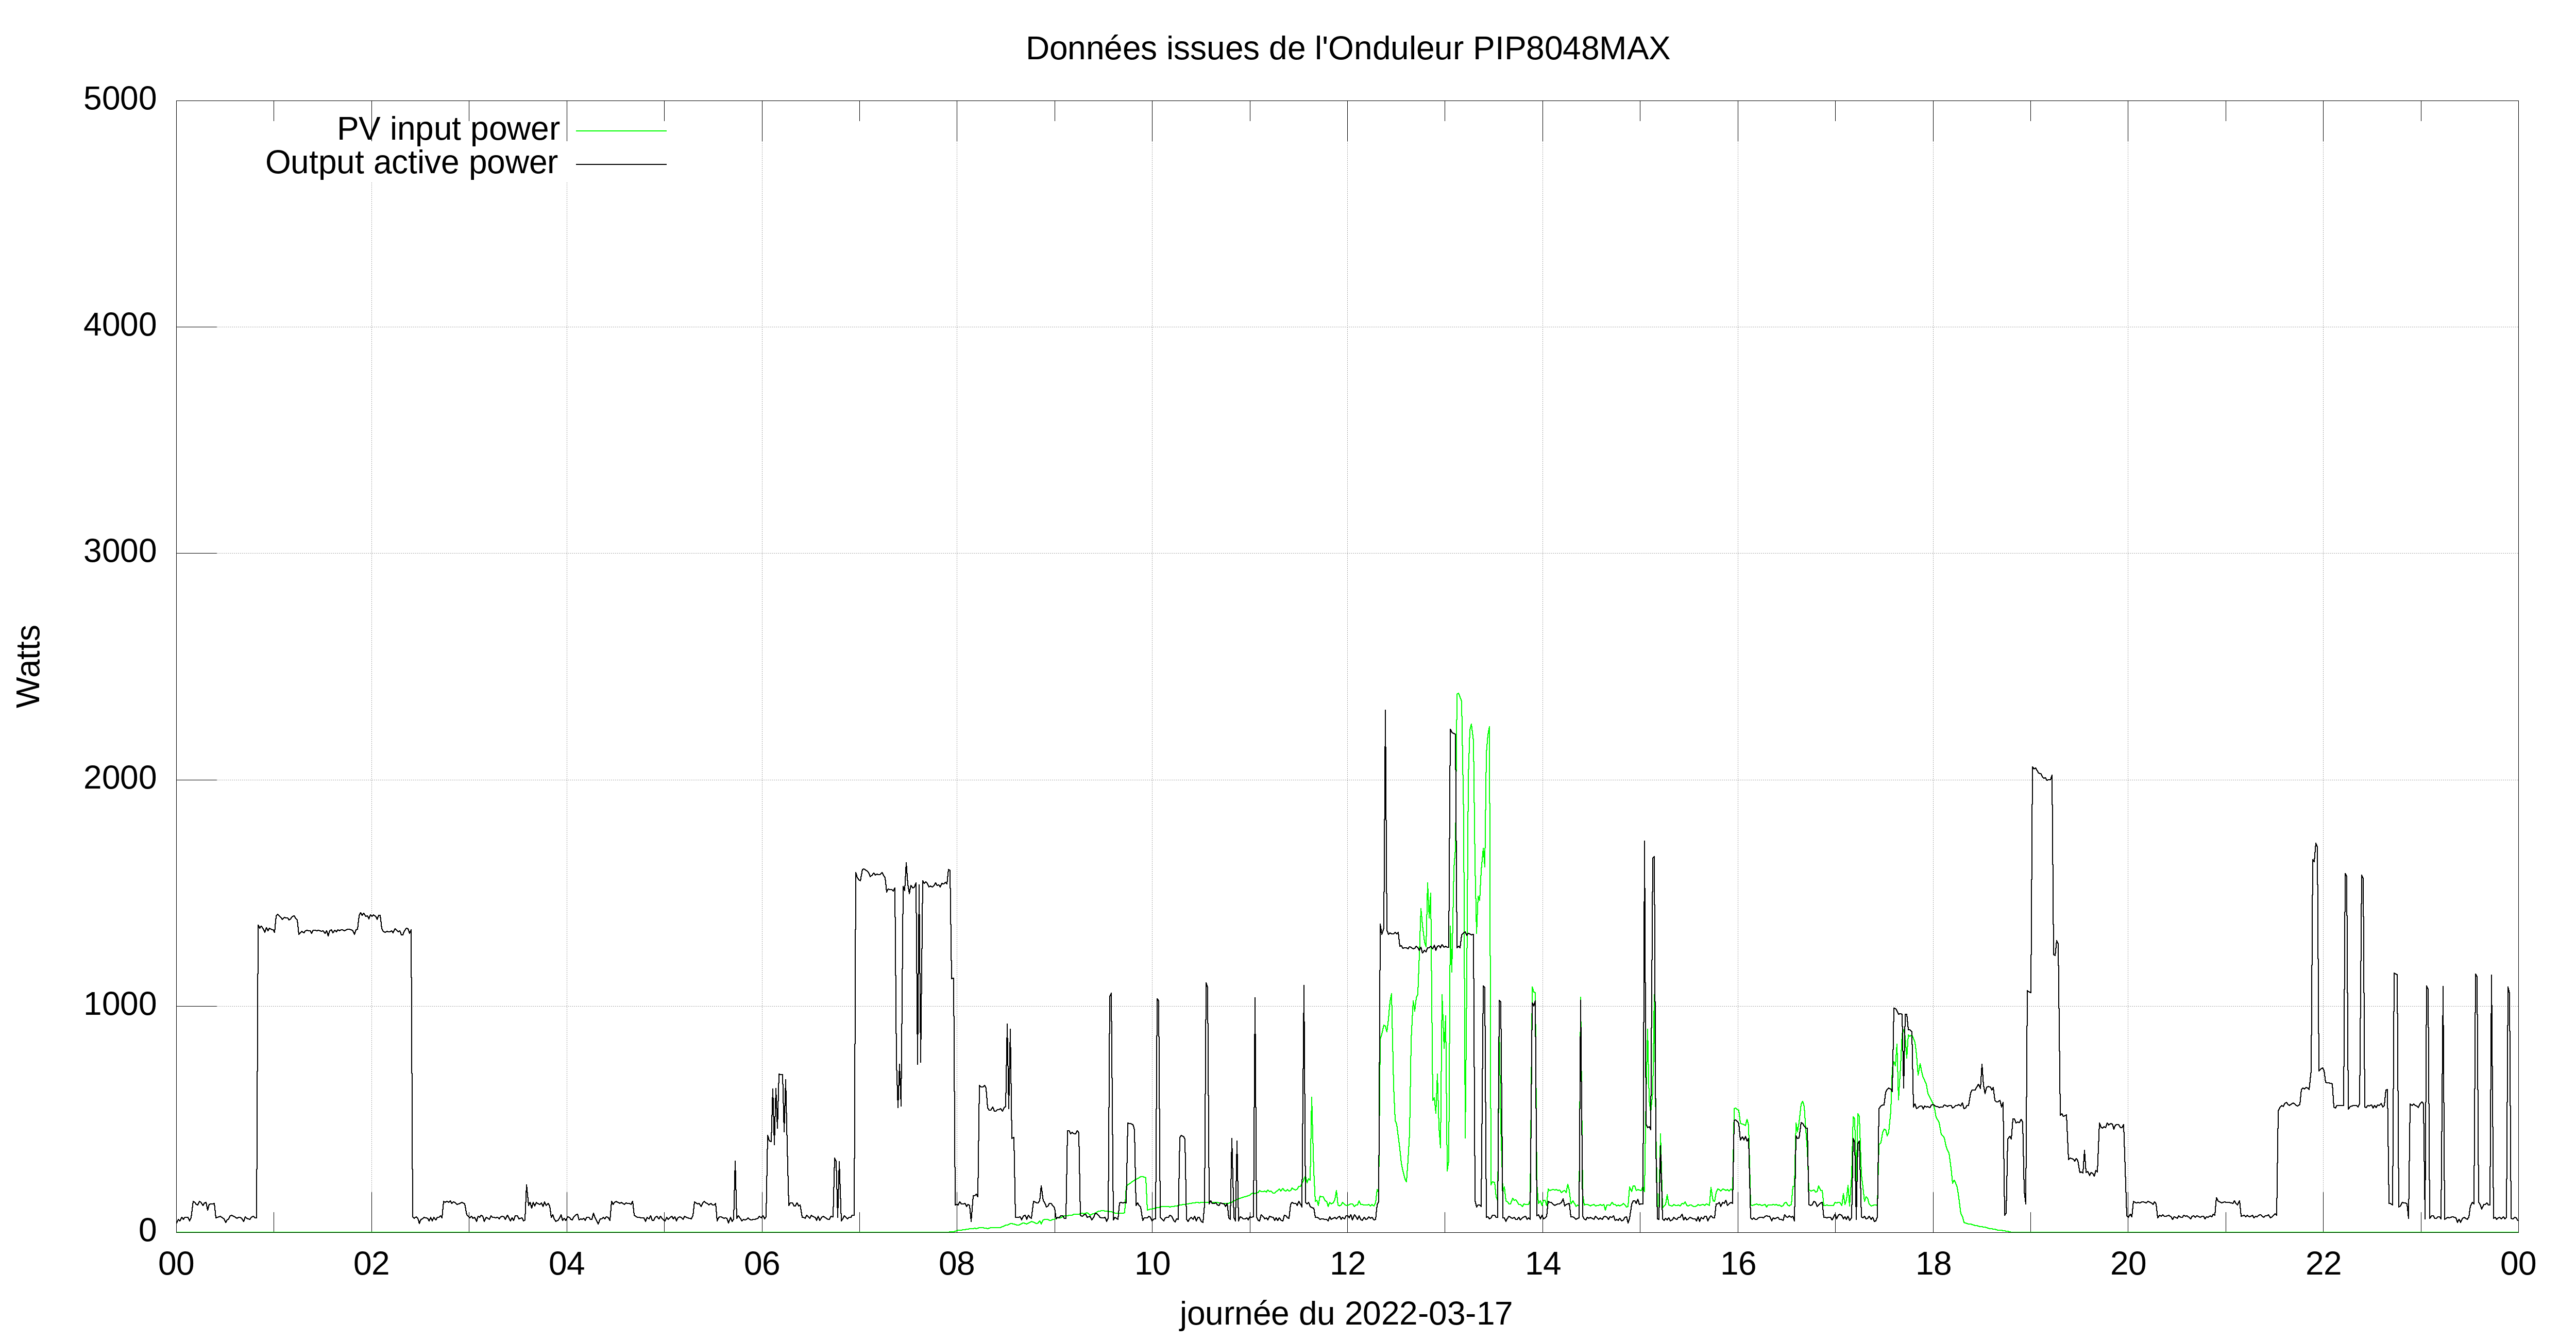 Données issues de l'Onduleur PIP8048MAX
PV input power
Output active power
5000
4000
3000
2000
1000
0
Watts
00 02 04 06 08 10 12 14 16 18 20 22 00
journée du 2022-03-17